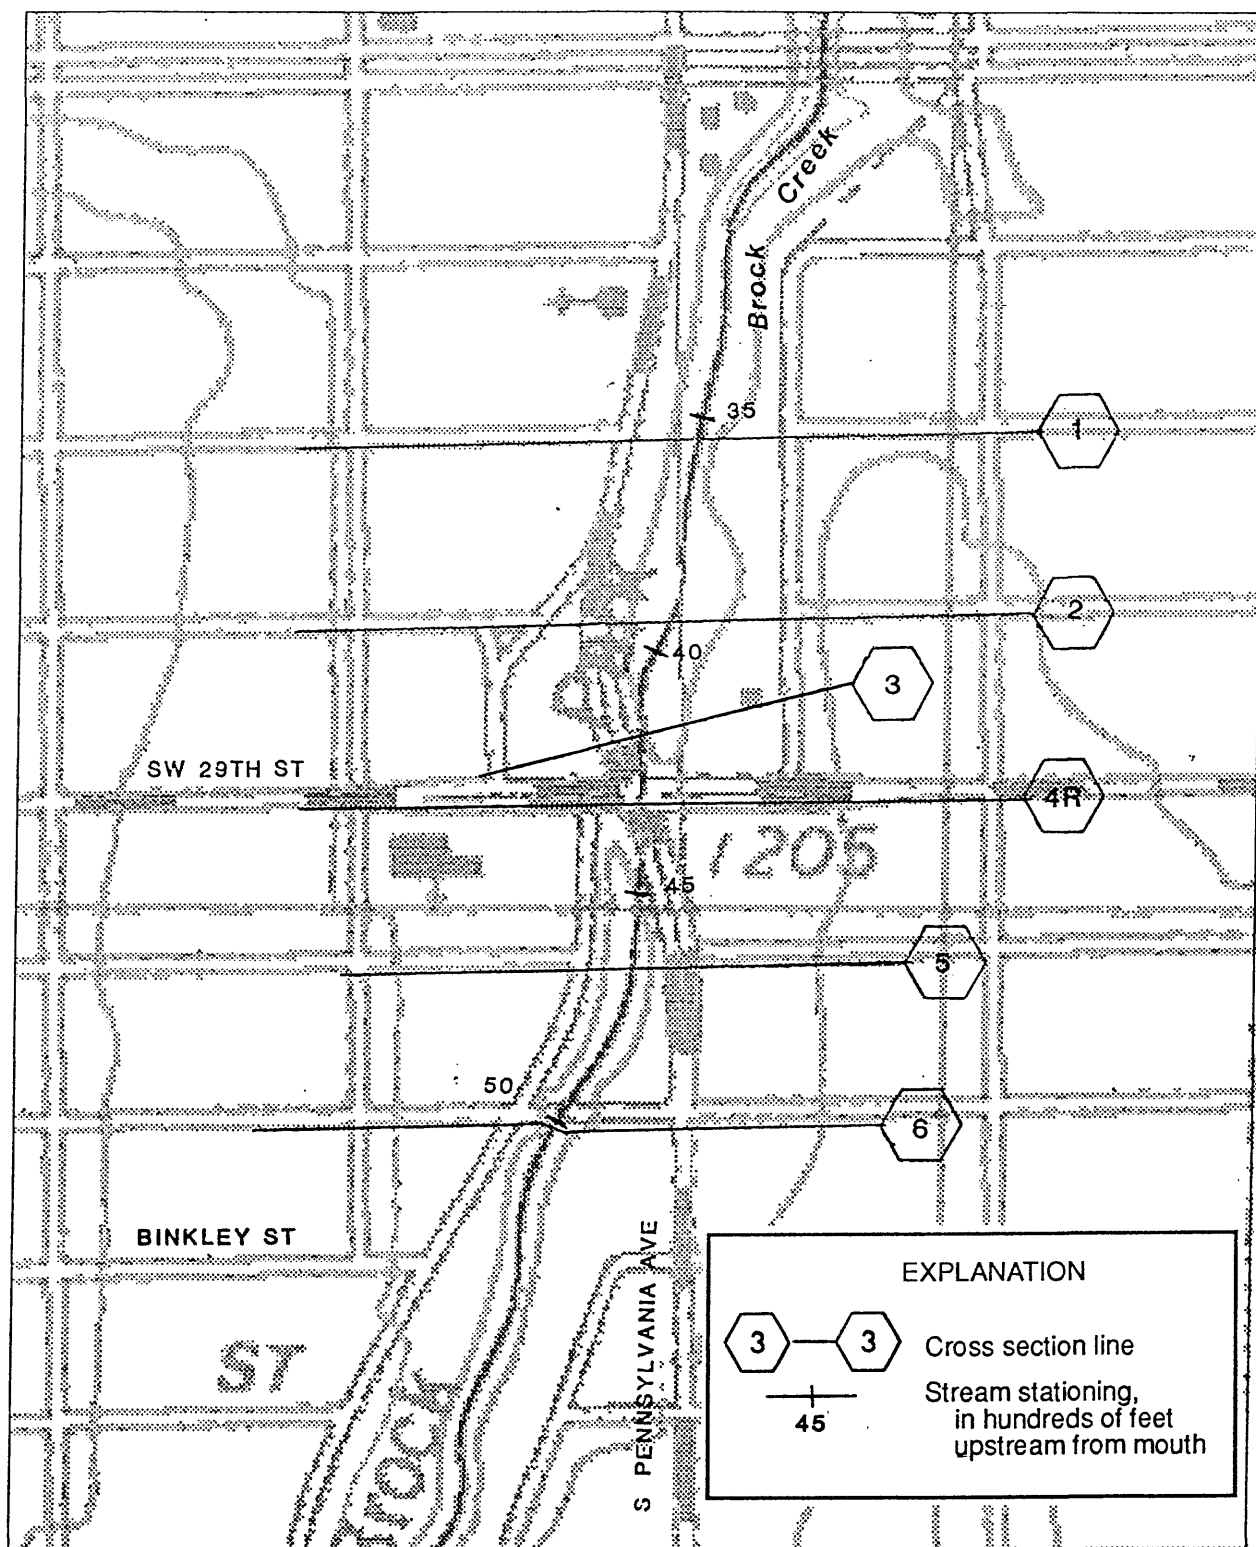 Creek
Brock
35
1
2
40
3
SW 29TH ST
4R
1205
45
5
50
6
BINKLEY ST
S PENNSYLVANIA AVE
ST
EXPLANATION
3 3 Cross section line
45
Stream stationing,
in hundreds of feet
upstream from mouth